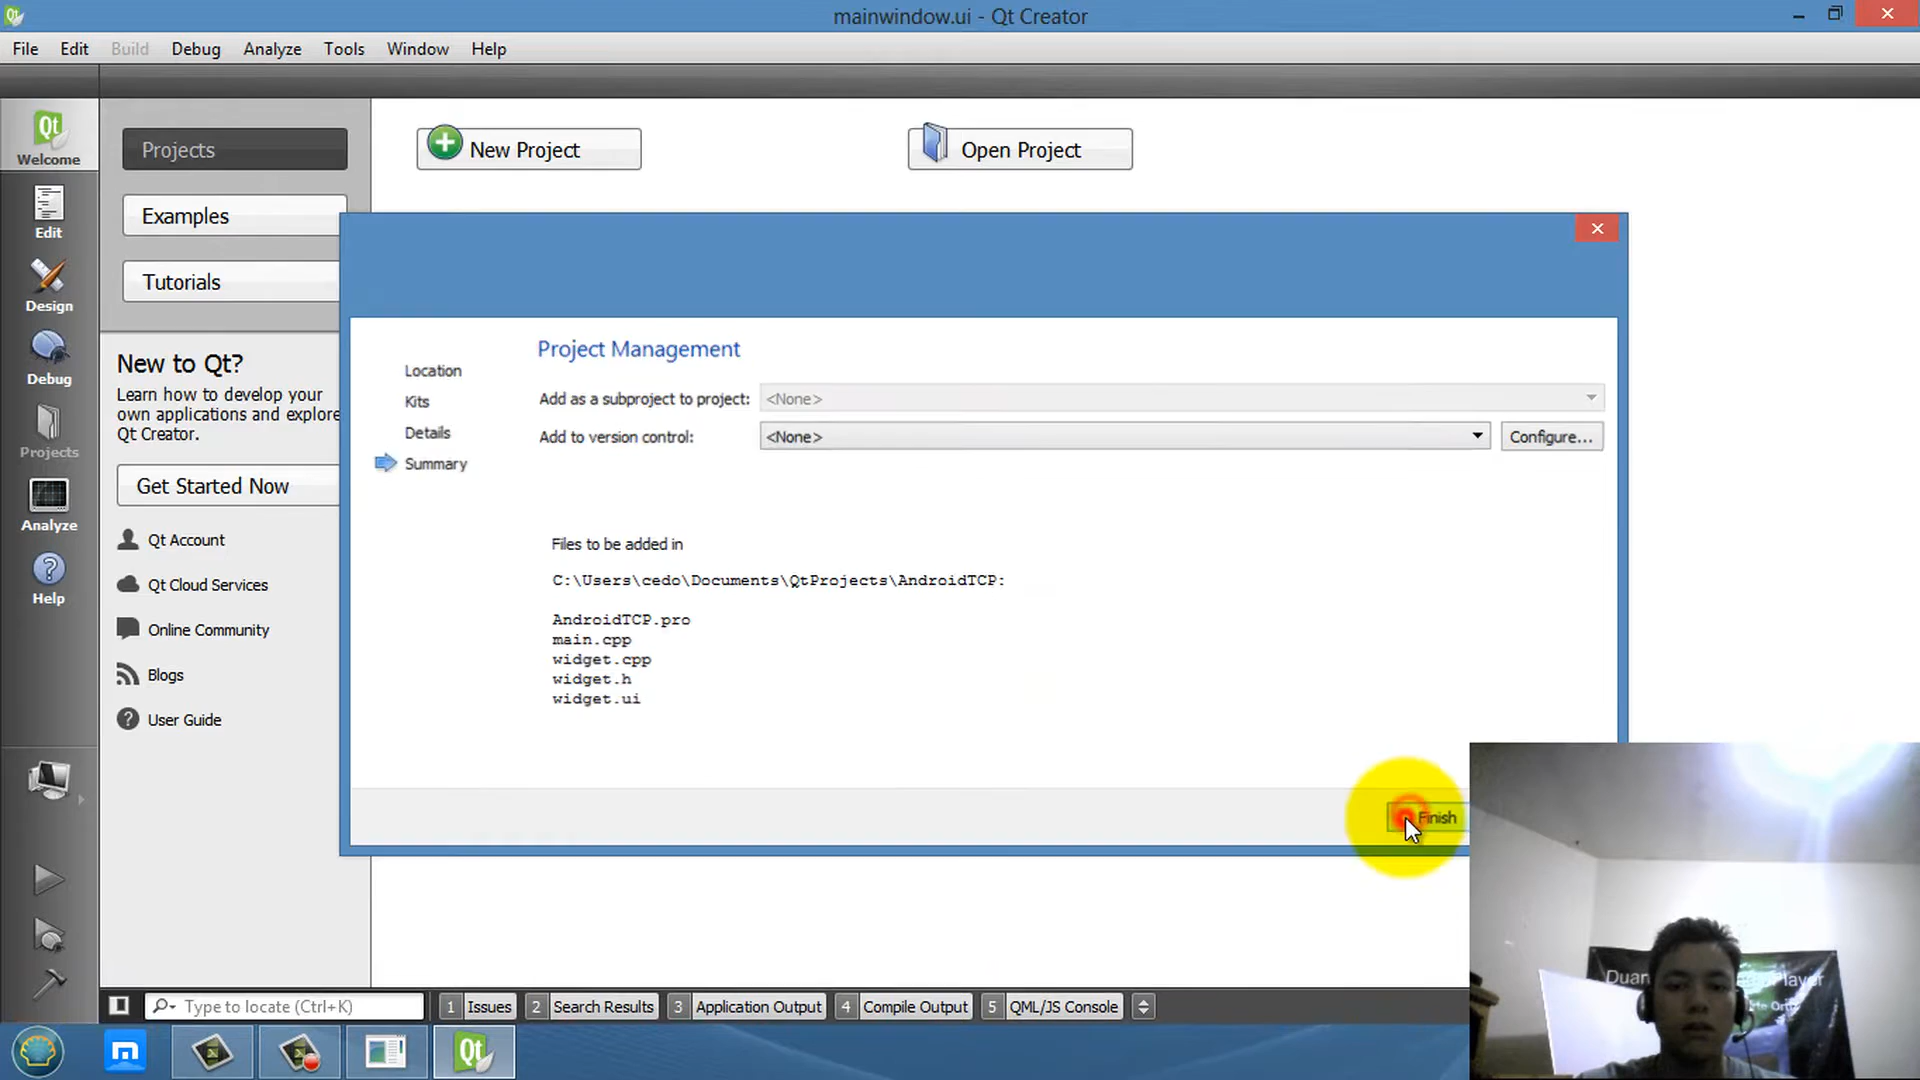 mainwindow.ui - Qt Creator
File Edit Build Debug Analyze Tools Window Help
Qt
Welcome
Edit
Design
Debug
Projects
Analyze
Help
Projects
Examples
Tutorials
New Project
Open Project
New to Qt?
Learn how to develop your
own applications and explore
Qt Creator.
Get Started Now
Qt Account
Qt Cloud Services
Online Community
Blogs
User Guide
Location
Kits
Details
Summary
Project Management
Add as a subproject to project: <None>
Add to version control: <None> Configure...
Files to be added in
C:\Users\cedo\Documents\QtProjects\AndroidTCP:
AndroidTCP.pro
main.cpp
widget.cpp
widget.h
widget.ui
Finish
Type to locate (Ctrl+K)
1 Issues 2 Search Results 3 Application Output 4 Compile Output 5 QML/JS Console
Qt